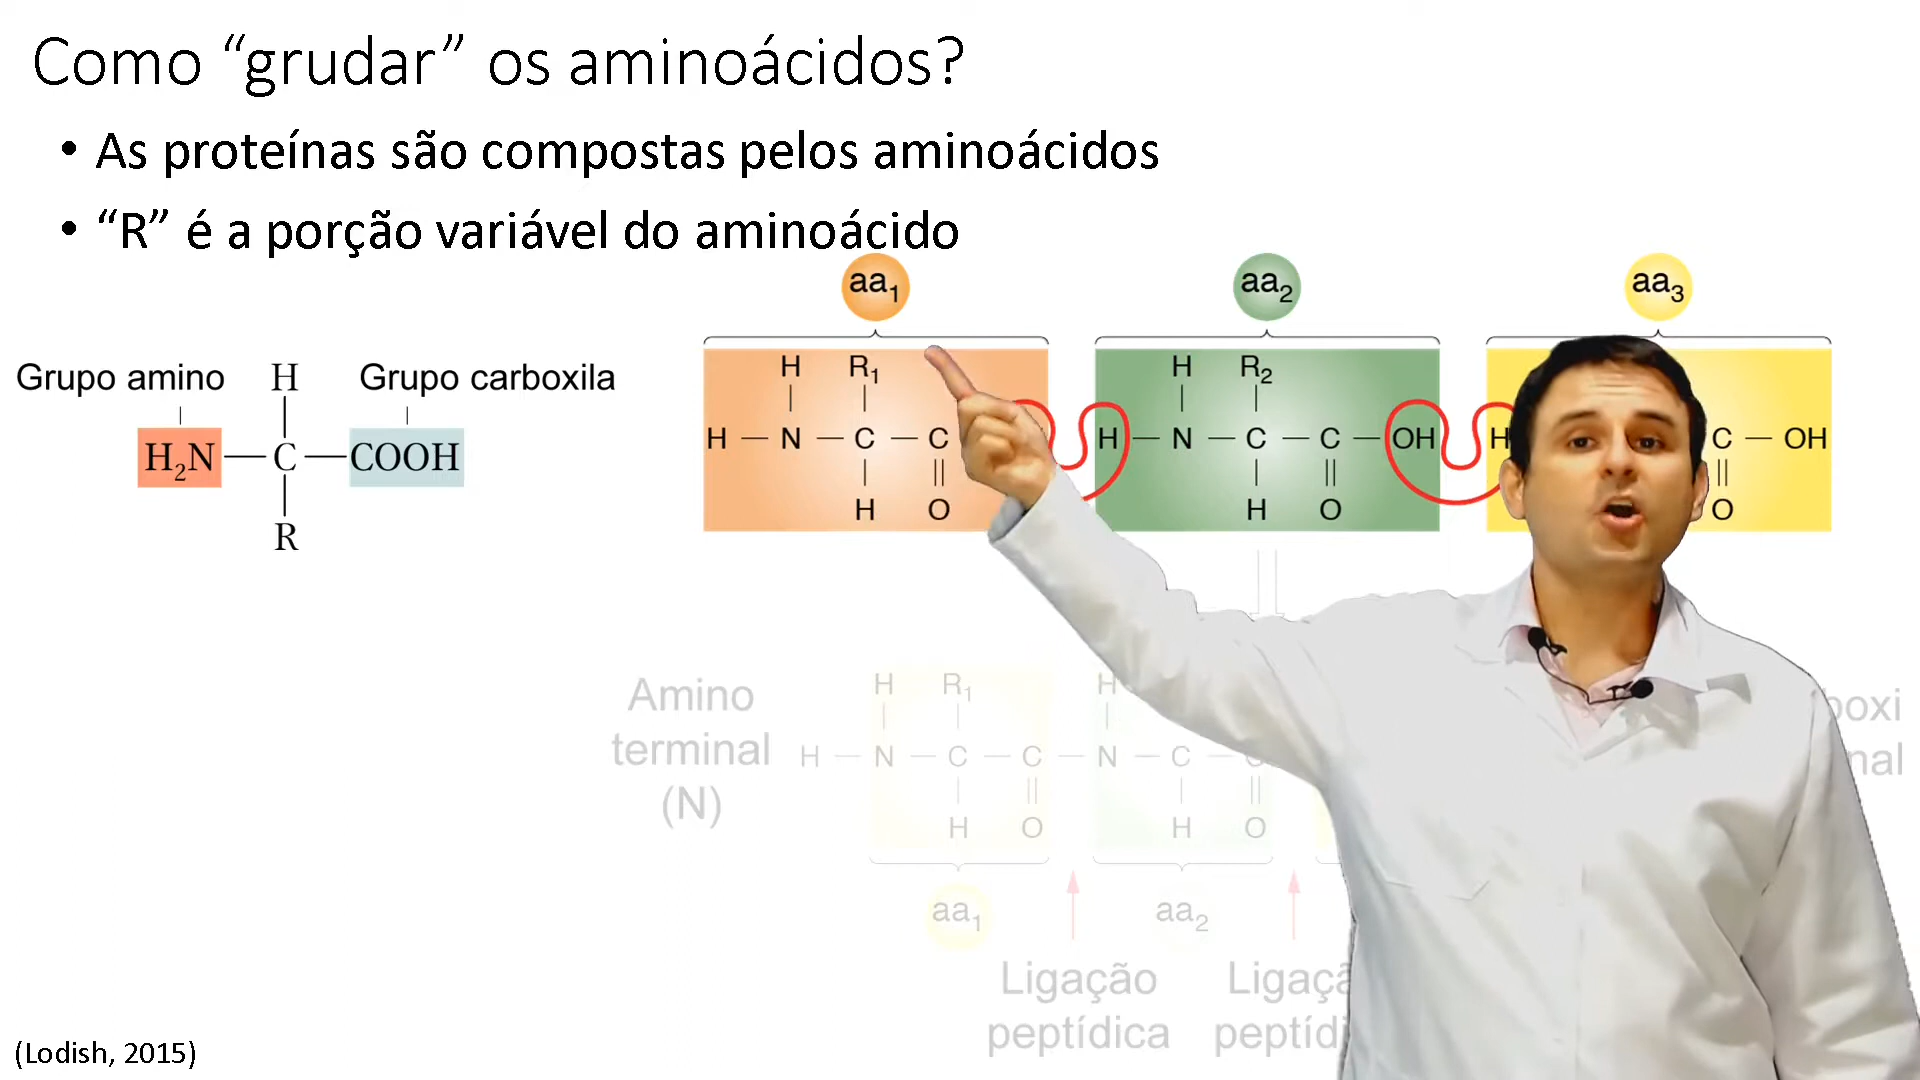 Como “grudar” os aminoácidos?
• As proteínas são compostas pelos aminoácidos
• “R” é a porção variável do aminoácido
Grupo amino H Grupo carboxila
H₂N — C — COOH
R
aa₁ aa₂ aa₃
H R₁ H R₂
H — N — C — C H — N — C — C — OH H C — OH
H O H O O
Amino
terminal
(N)
H R₁ H
H — N — C — C — N — C — C
H O H O
aa₁ aa₂
Ligação
peptídica
(Lodish, 2015)